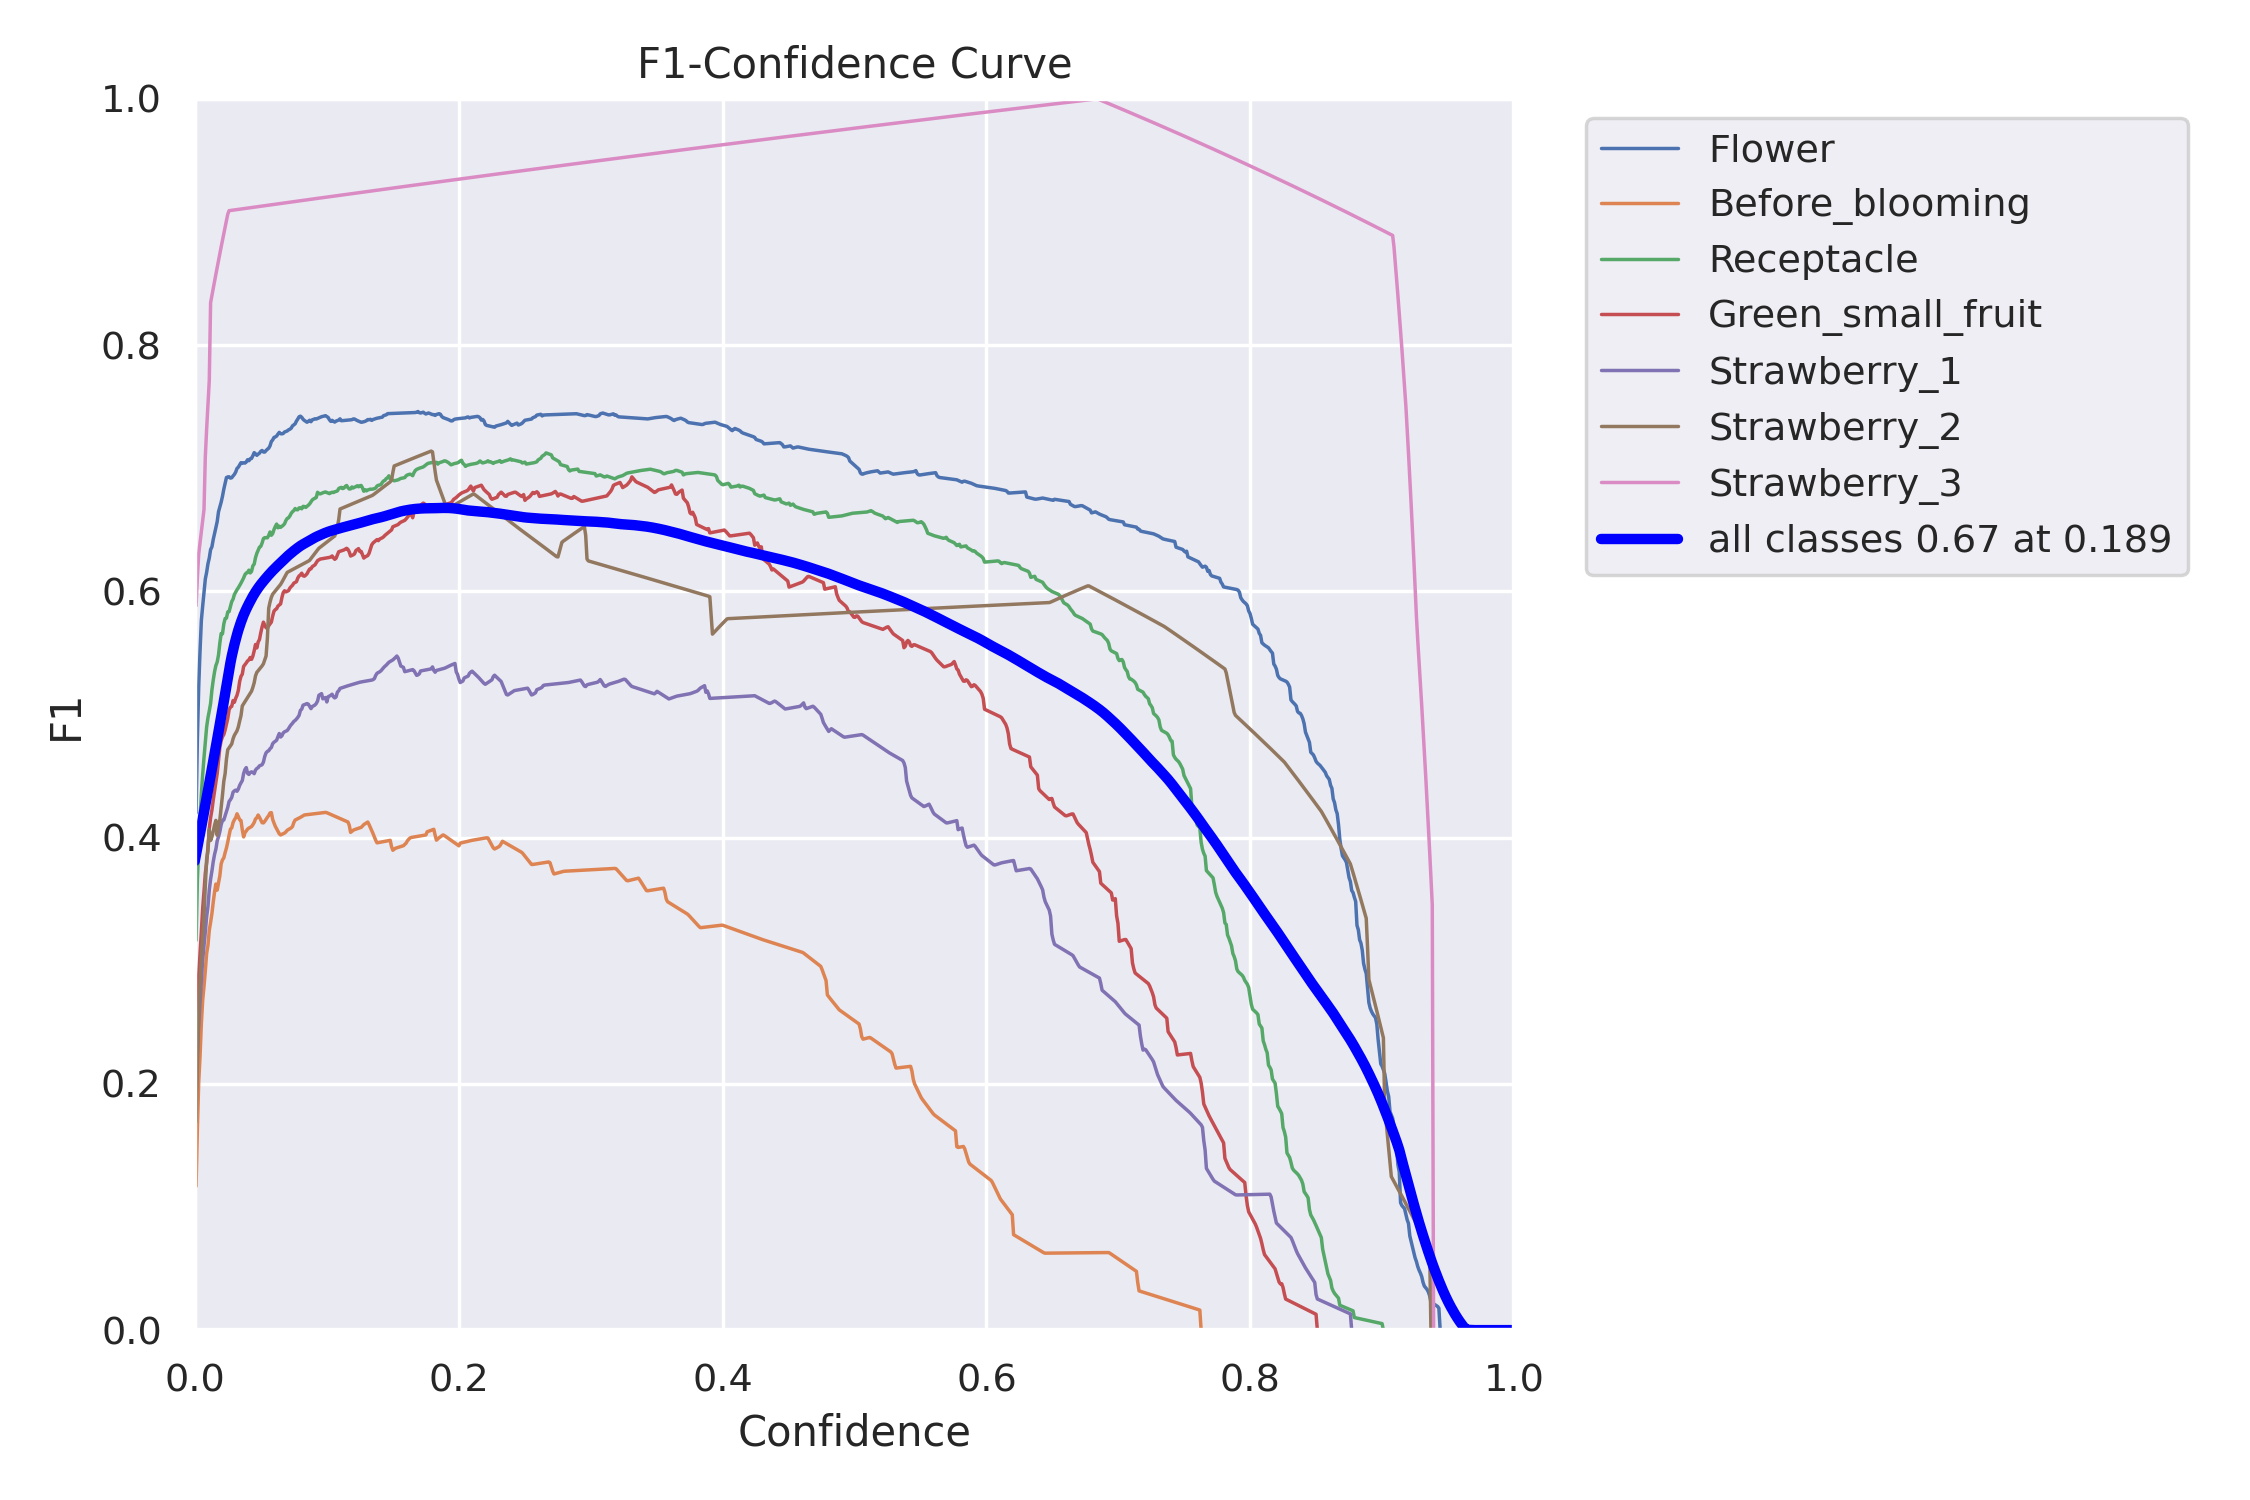 F1-Confidence Curve
1.0
0.8
0.6
0.4
0.2
0.0
F1
0.0 0.2 0.4 0.6 0.8 1.0
Confidence
Flower
Before_blooming
Receptacle
Green_small_fruit
Strawberry_1
Strawberry_2
Strawberry_3
all classes 0.67 at 0.189